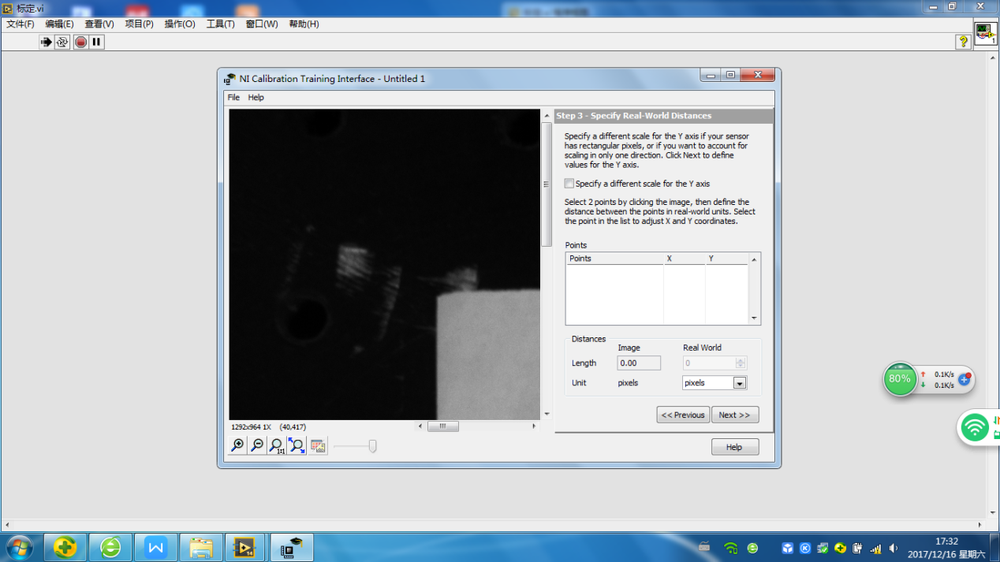 标定.vi
文件(F) 编辑(E) 查看(V) 项目(P) 操作(O) 工具(T) 窗口(W) 帮助(H)
?
1
NI Calibration Training Interface - Untitled 1
File Help
Step 3 - Specify Real-World Distances
Specify a different scale for the Y axis if your sensor
has rectangular pixels, or if you want to account for
scaling in only one direction. Click Next to define
values for the Y axis.
Specify a different scale for the Y axis
Select 2 points by clicking the image, then define the
distance between the points in real-world units. Select
the point in the list to adjust X and Y coordinates.
Points
Points X Y
Distances
Image Real World
Length 0.00 0
Unit pixels pixels
<< Previous Next >>
1292x964 1X (40,417)
1:1
Help
80%
0.1K/s
0.1K/s
W
14
K
17:32
2017/12/16 星期六